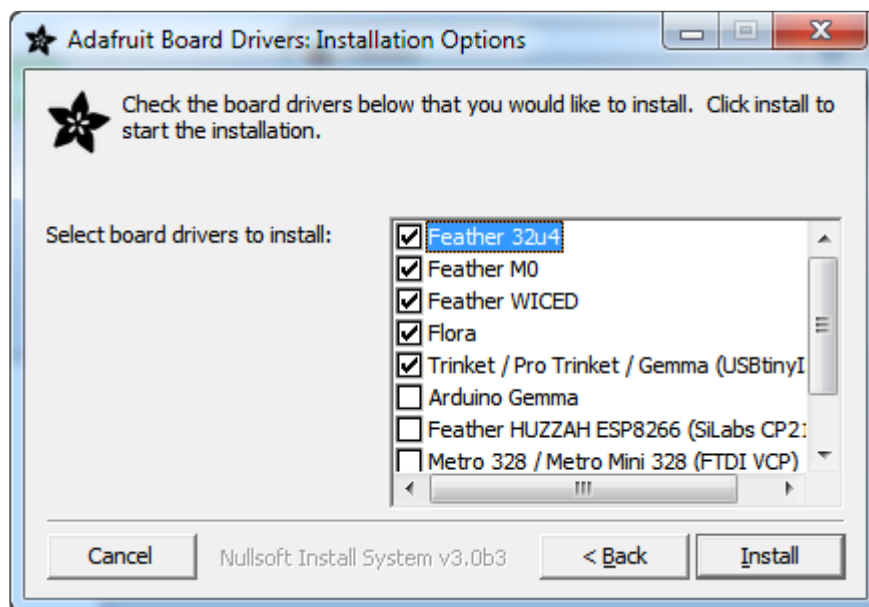 Adafruit Board Drivers: Installation Options
Check the board drivers below that you would like to install. Click install to
start the installation.
Select board drivers to install:
Feather 32u4
Feather M0
Feather WICED
Flora
Trinket / Pro Trinket / Gemma (USBtinyI
Arduino Gemma
Feather HUZZAH ESP8266 (SiLabs CP21
Metro 328 / Metro Mini 328 (FTDI VCP)
Cancel
Nullsoft Install System v3.0b3
< Back
Install